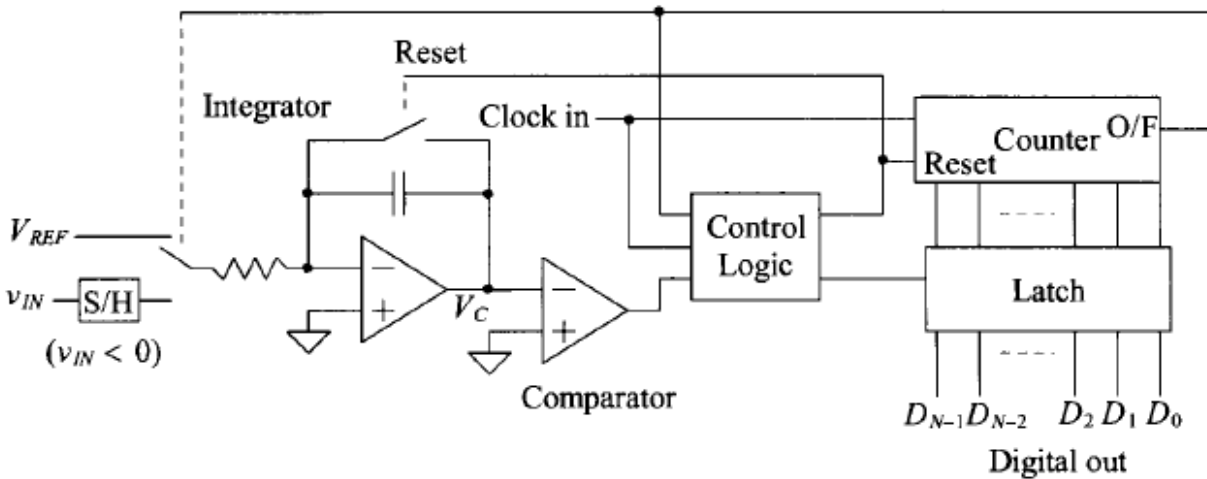 Reset
Integrator
Clock in
O/F
Counter
Reset
V_REF
Control
Logic
v_IN
S/H
(v_IN < 0)
−
+
V_C
−
+
Latch
Comparator
D_{N−1} D_{N−2} D_2 D_1 D_0
Digital out